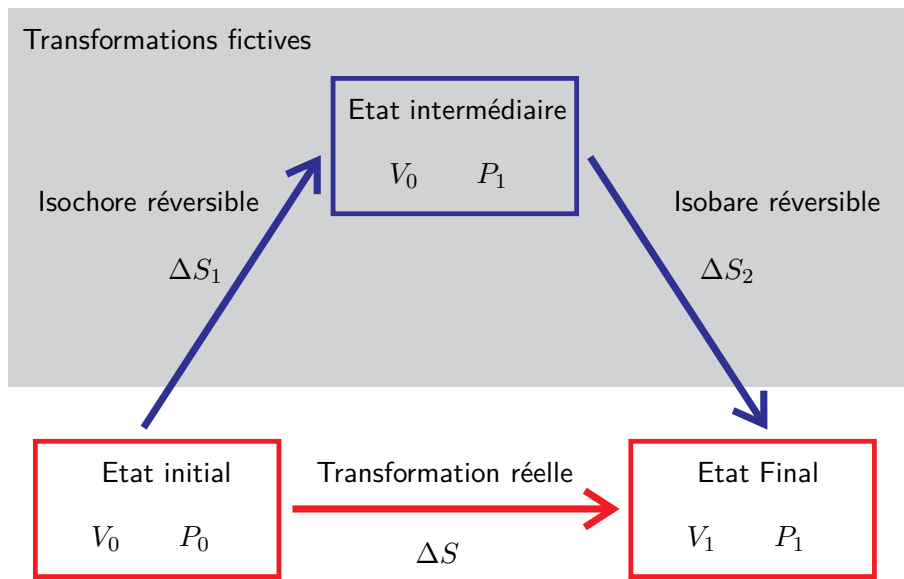 Transformations fictives
Etat intermédiaire
V₀ P₁
Isochore réversible
Isobare réversible
ΔS₁
ΔS₂
Etat initial
V₀ P₀
Transformation réelle
ΔS
Etat Final
V₁ P₁